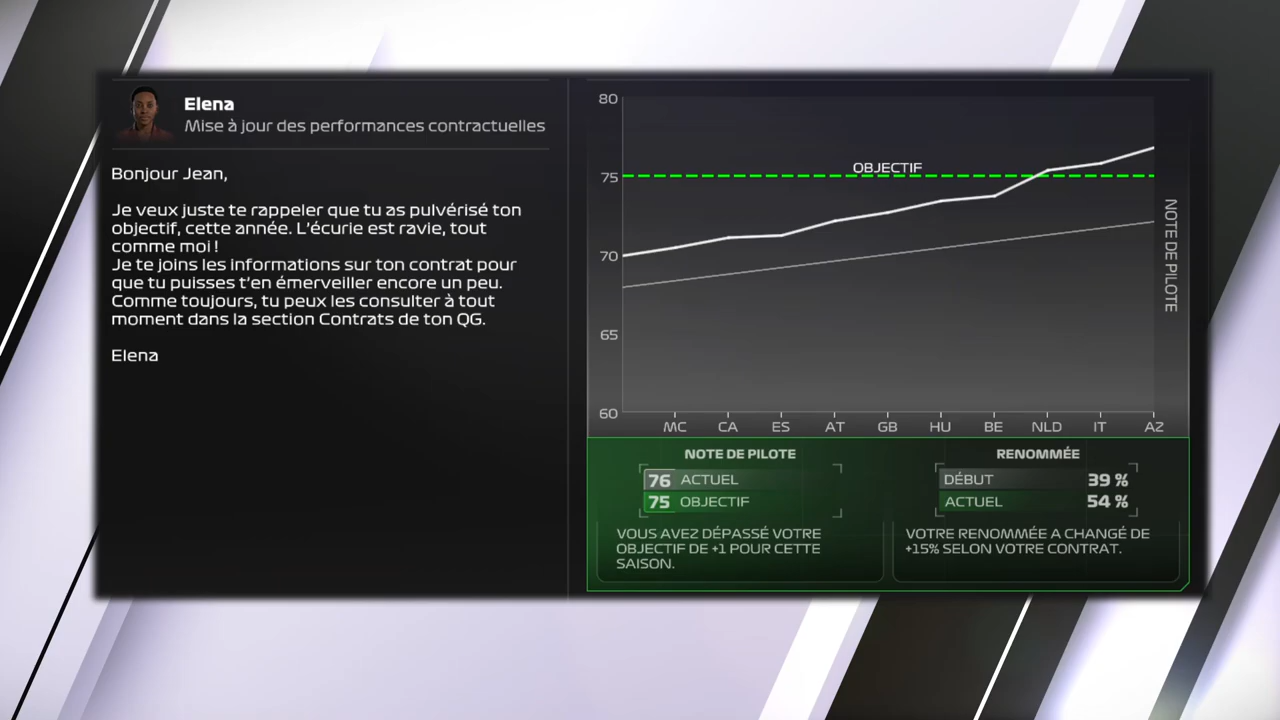 Elena
Mise à jour des performances contractuelles
Bonjour Jean,
Je veux juste te rappeler que tu as pulvérisé ton
objectif, cette année. L'écurie est ravie, tout
comme moi !
Je te joins les informations sur ton contrat pour
que tu puisses t'en émerveiller encore un peu.
Comme toujours, tu peux les consulter à tout
moment dans la section Contrats de ton QG.
Elena
80
75
70
65
60
OBJECTIF
NOTE DE PILOTE
MC CA ES AT GB HU BE NLD IT A2
NOTE DE PILOTE
76 ACTUEL
75 OBJECTIF
VOUS AVEZ DÉPASSÉ VOTRE
OBJECTIF DE +1 POUR CETTE
SAISON.
RENOMMÉE
DÉBUT 39 %
ACTUEL 54 %
VOTRE RENOMMÉE A CHANGÉ DE
+15% SELON VOTRE CONTRAT.